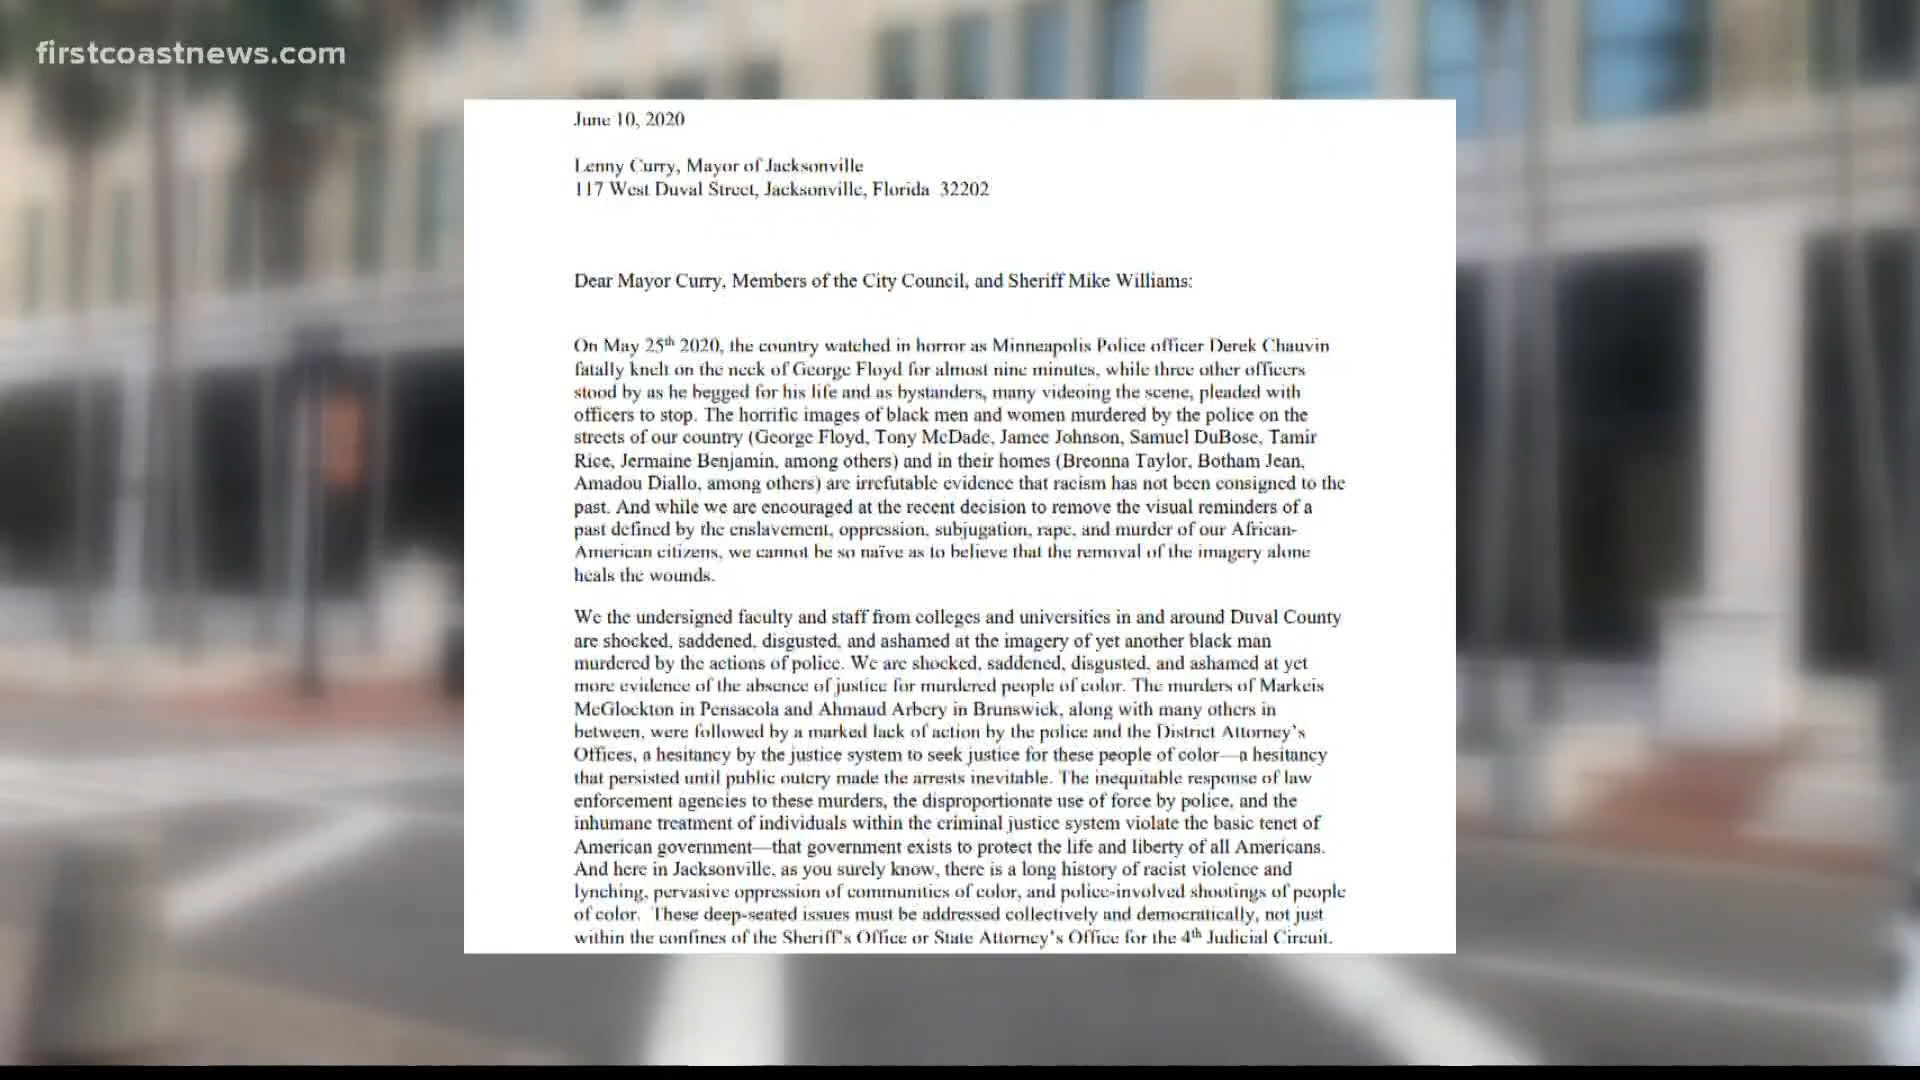 firstcoastnews.com
June 10, 2020
Lenny Curry, Mayor of Jacksonville
117 West Duval Street, Jacksonville, Florida 32202
Dear Mayor Curry, Members of the City Council, and Sheriff Mike Williams:
On May 25th 2020, the country watched in horror as Minneapolis Police officer Derek Chauvin
fatally knelt on the neck of George Floyd for almost nine minutes, while three other officers
stood by as he begged for his life and as bystanders, many videoing the scene, pleaded with
officers to stop. The horrific images of black men and women murdered by the police on the
streets of our country (George Floyd, Tony McDade, Jamee Johnson, Samuel DuBose, Tamir
Rice, Jermaine Benjamin, among others) and in their homes (Breonna Taylor, Botham Jean,
Amadou Diallo, among others) are irrefutable evidence that racism has not been consigned to the
past. And while we are encouraged at the recent decision to remove the visual reminders of a
past defined by the enslavement, oppression, subjugation, rape, and murder of our African-
American citizens, we cannot be so naïve as to believe that the removal of the imagery alone
heals the wounds.
We the undersigned faculty and staff from colleges and universities in and around Duval County
are shocked, saddened, disgusted, and ashamed at the imagery of yet another black man
murdered by the actions of police. We are shocked, saddened, disgusted, and ashamed at yet
more evidence of the absence of justice for murdered people of color. The murders of Markeis
McGlockton in Pensacola and Ahmaud Arbery in Brunswick, along with many others in
between, were followed by a marked lack of action by the police and the District Attorney's
Offices, a hesitancy by the justice system to seek justice for these people of color—a hesitancy
that persisted until public outcry made the arrests inevitable. The inequitable response of law
enforcement agencies to these murders, the disproportionate use of force by police, and the
inhumane treatment of individuals within the criminal justice system violate the basic tenet of
American government—that government exists to protect the life and liberty of all Americans.
And here in Jacksonville, as you surely know, there is a long history of racist violence and
lynching, pervasive oppression of communities of color, and police-involved shootings of people
of color. These deep-seated issues must be addressed collectively and democratically, not just
within the confines of the Sheriff's Office or State Attorney's Office for the 4th Judicial Circuit.